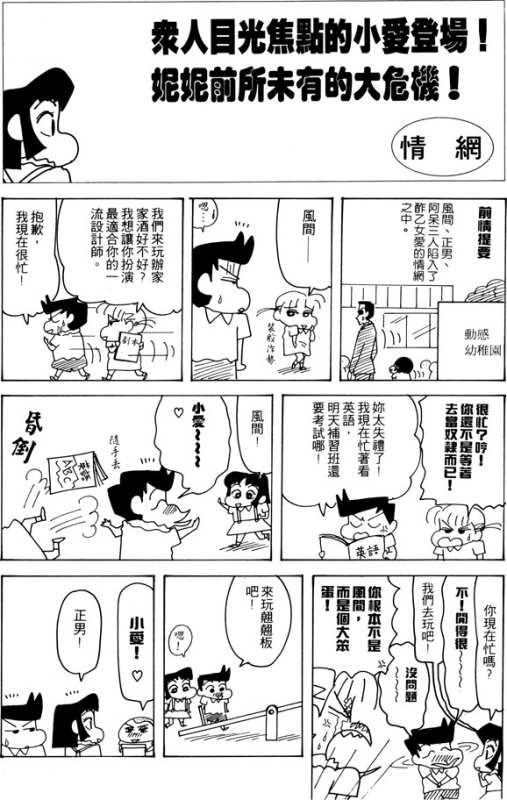 眾人目光焦點的小愛登場！
妮妮前所未有的大危機！
情網
前情提要
風間、正男、
阿呆三人陷入了
酢乙女愛的情網
之中。
動感
幼稚園
風間——
裝腔作勢
嗯…
我們來玩辦家
家酒好不好？
我想讓你扮演
最適合你的一
流設計師。
劇本
抱歉，
我現在很忙！
很忙？哼！
你還不是等著
去當奴隸而已！
妳太失禮了！
我現在忙著看
英語，
明天補習班還
要考試哪！
英語
風間！
小愛～～～♡
隨手丟
ABC
昏倒
你現在忙嗎？
不！閒得很～～～
我們去玩吧！
沒問題～～～
你根本不是
風間，
而是個大笨
蛋！
來玩翹翹板
吧！
嗯！
小愛！♡
正男！